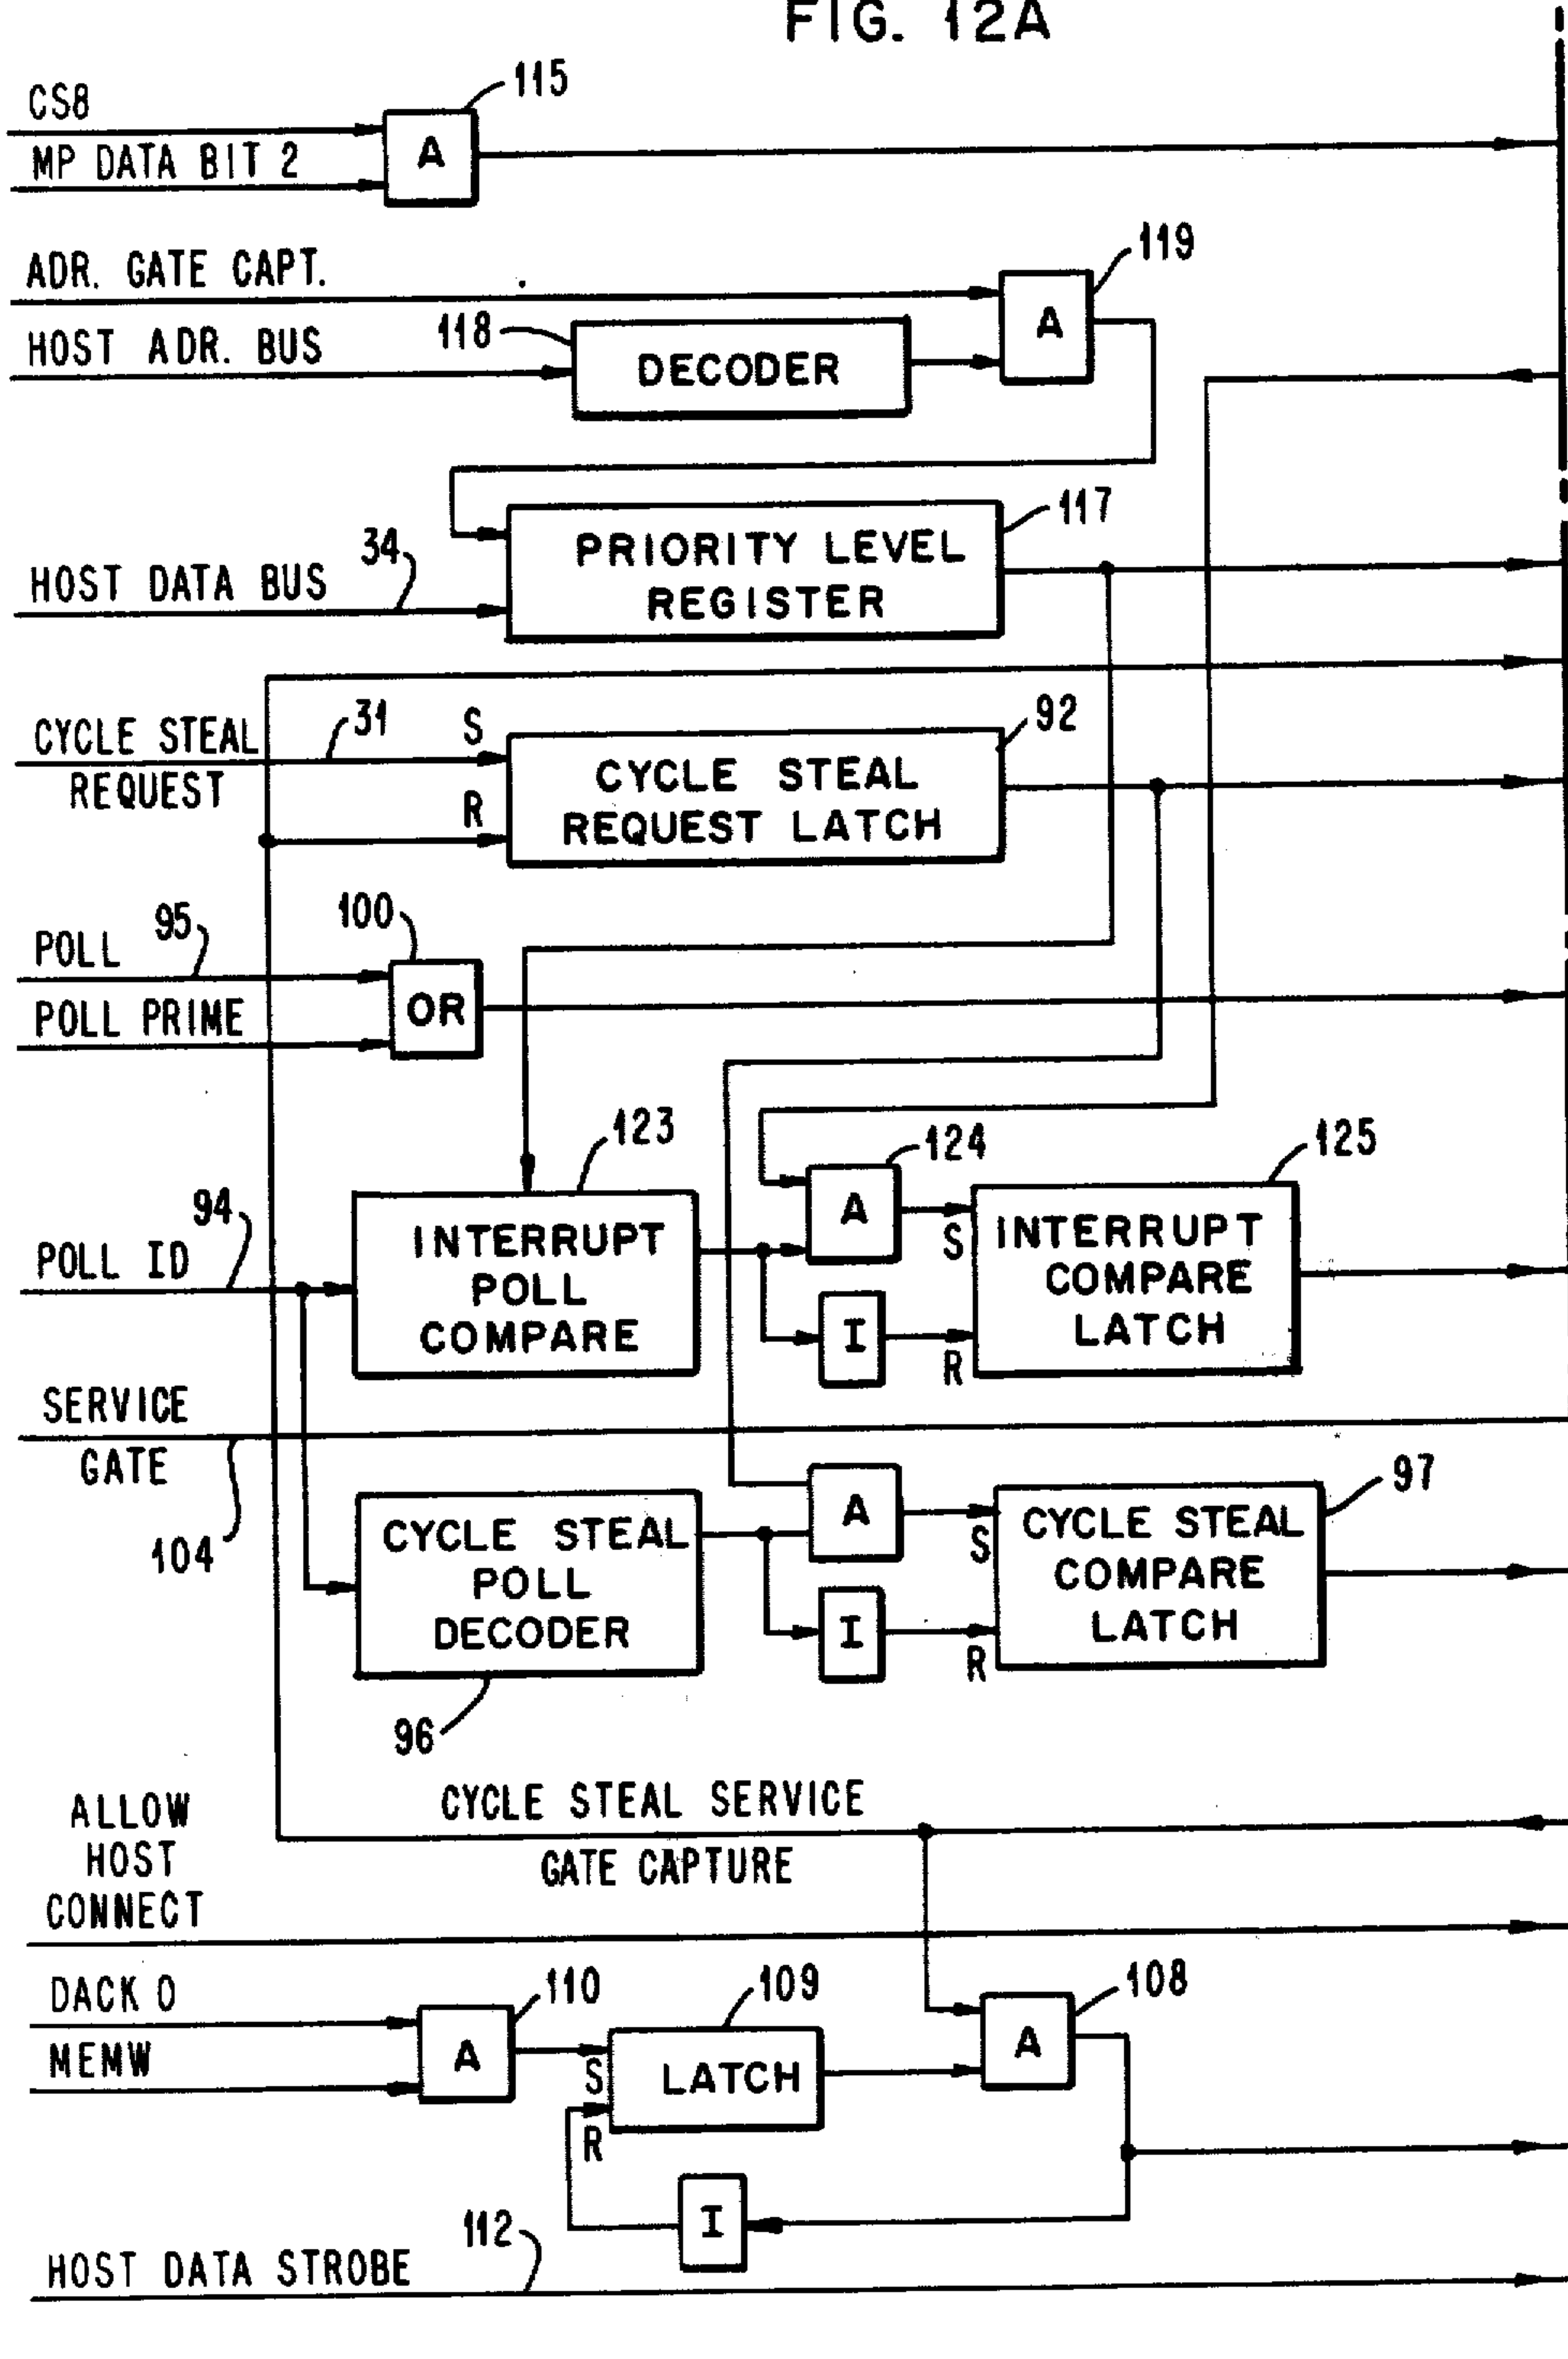 FIG. 12A
115
CS8
A
MP DATA BIT 2
119
ADR. GATE CAPT.
118
A
HOST ADR. BUS
DECODER
117
34
PRIORITY LEVEL
HOST DATA BUS
REGISTER
31
S
92
CYCLE STEAL
REQUEST
CYCLE STEAL
R
REQUEST LATCH
95
100
POLL
OR
POLL PRIME
123
124
125
94
A
INTERRUPT
POLL
COMPARE
S
INTERRUPT
COMPARE
LATCH
POLL ID
I
R
SERVICE
GATE
104
97
A
CYCLE STEAL
POLL
DECODER
S
CYCLE STEAL
COMPARE
LATCH
I
R
96
ALLOW
HOST
CONNECT
CYCLE STEAL SERVICE
GATE CAPTURE
110
109
108
DACK 0
A
MEMW
S
LATCH
A
R
I
112
HOST DATA STROBE